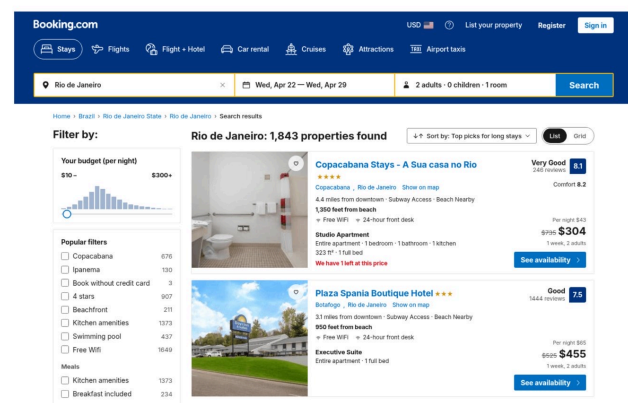 Booking.com
USD
List your property
Register
Sign in
Stays
Flights
Flight + Hotel
Car rental
Cruises
Attractions
TAXI Airport taxis
Rio de Janeiro ×
Wed, Apr 22 — Wed, Apr 29
2 adults · 0 children · 1 room
Search
Home › Brazil › Rio de Janeiro State › Rio de Janeiro › Search results
Filter by:
Your budget (per night)
$10 – $300+
Popular filters
Copacabana 676
Ipanema 130
Book without credit card 3
4 stars 907
Beachfront 211
Kitchen amenities 1373
Swimming pool 437
Free Wifi 1649
Meals
Kitchen amenities 1373
Breakfast included 234
Rio de Janeiro: 1,843 properties found
Sort by: Top picks for long stays
List Grid
Copacabana Stays - A Sua casa no Rio
★★★★
Copacabana , Rio de Janeiro Show on map
4.4 miles from downtown · Subway Access · Beach Nearby
1,350 feet from beach
Free WiFi 24-hour front desk
Studio Apartment
Entire apartment · 1 bedroom · 1 bathroom · 1 kitchen
323 ft² · 1 full bed
We have 1 left at this price
Very Good 8.1
246 reviews
Comfort 8.2
Per night $43
$735 $304
1 week, 2 adults
See availability
Plaza Spania Boutique Hotel ★★★
Botafogo , Rio de Janeiro Show on map
3.1 miles from downtown · Subway Access · Beach Nearby
950 feet from beach
Free WiFi 24-hour front desk
Executive Suite
Entire apartment · 1 full bed
Good 7.5
1444 reviews
Per night $65
$525 $455
1 week, 2 adults
See availability